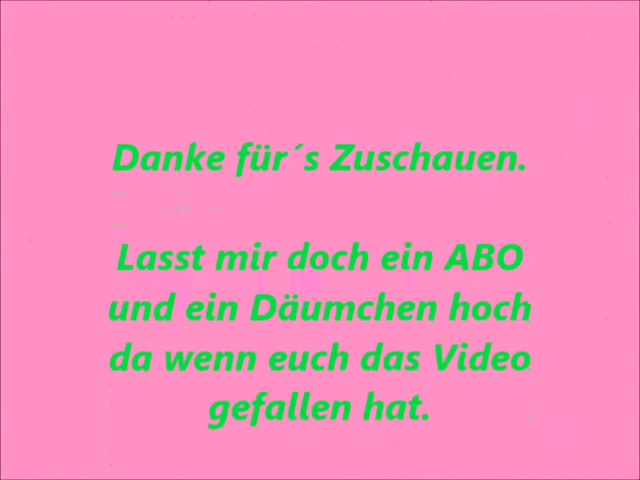 Danke für´s Zuschauen.
Lasst mir doch ein ABO
und ein Däumchen hoch
da wenn euch das Video
gefallen hat.